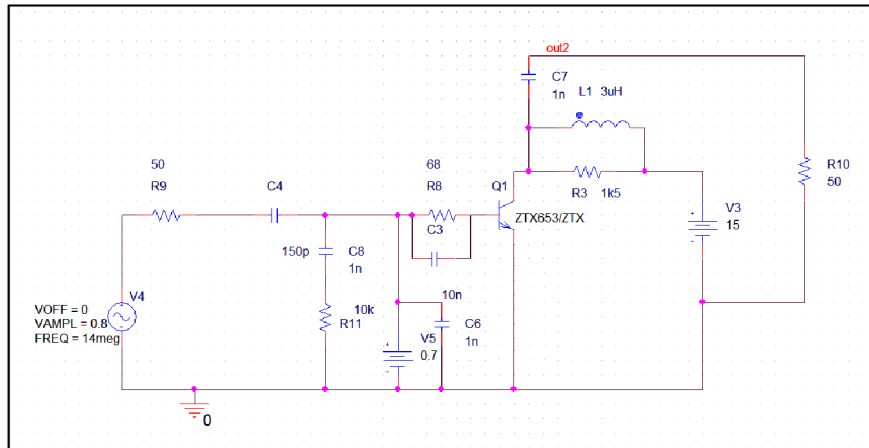 out2
C7
1n
L1 3uH
50
R9
C4
68
R8
Q1
R3 1k5
R10
50
C3
ZTX653/ZTX
V3
15
150p
C8
1n
V4
VOFF = 0
VAMPL = 0.8
FREQ = 14meg
10k
R11
10n
C6
1n
V5
0.7
0